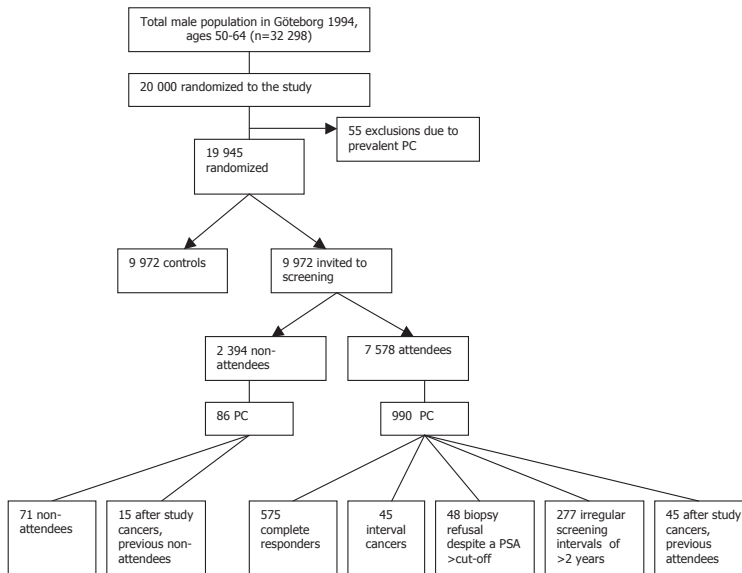 Total male population in Göteborg 1994,
ages 50-64 (n=32 298)
20 000 randomized to the study
55 exclusions due to
prevalent PC
19 945
randomized
9 972 controls
9 972 invited to
screening
2 394 non-
attendees
7 578 attendees
86 PC
990 PC
71 non-
attendees
15 after study
cancers,
previous non-
attendees
575
complete
responders
45
interval
cancers
48 biopsy
refusal
despite a PSA
>cut-off
277 irregular
screening
intervals of
>2 years
45 after study
cancers,
previous
attendees